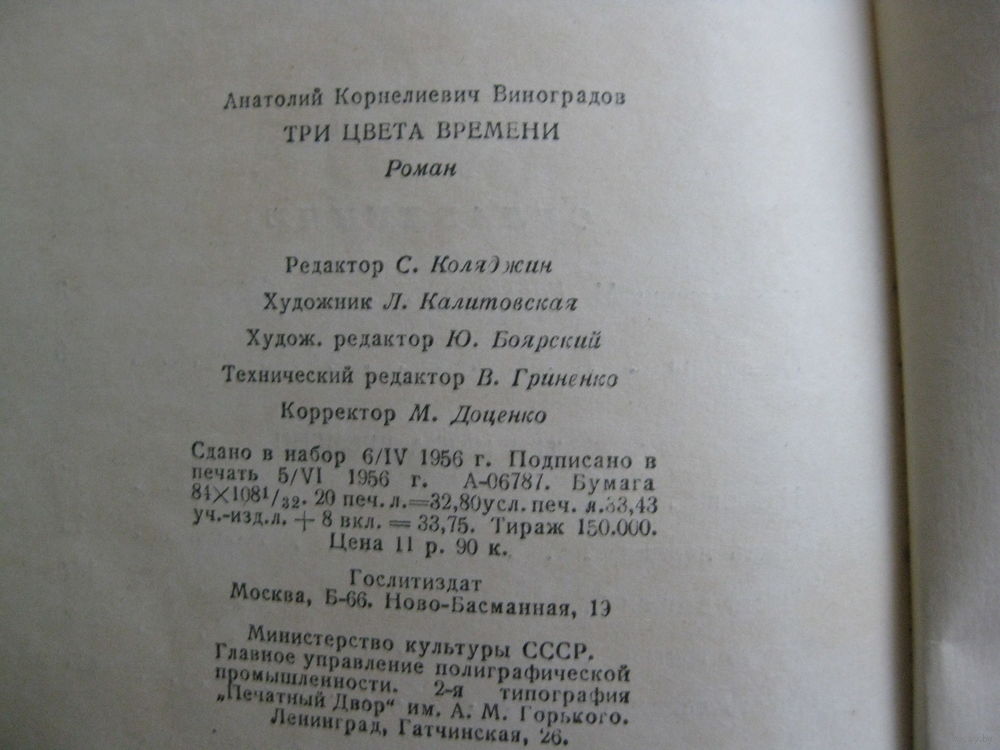 Анатолий Корнелиевич Виноградов
ТРИ ЦВЕТА ВРЕМЕНИ
Роман
Редактор С. Коляджин
Художник Л. Калитовская
Худож. редактор Ю. Боярский
Технический редактор В. Гриненко
Корректор М. Доценко
Сдано в набор 6/IV 1956 г. Подписано в
печать 5/VI 1956 г. А-06787. Бумага
84×108¹/₃₂. 20 печ. л.=32,80усл. печ. л.33,43
уч.-изд.л. + 8 вкл. = 33,75. Тираж 150.000.
Цена 11 р. 90 к.
Гослитиздат
Москва, Б-66. Ново-Басманная, 19
Министерство культуры СССР.
Главное управление полиграфической
промышленности. 2-я типография
„Печатный Двор“ им. А. М. Горького.
Ленинград, Гатчинская, 26.